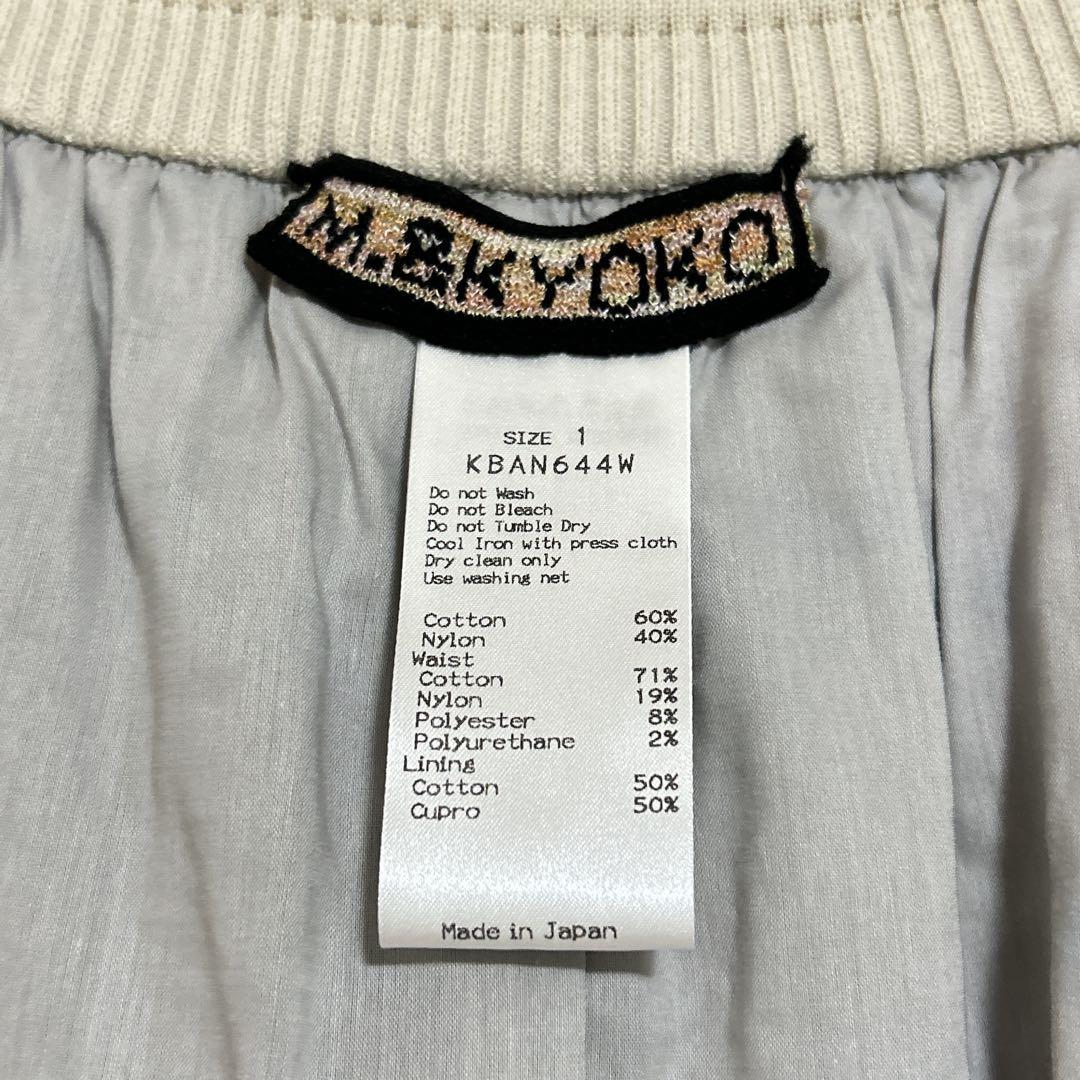 M.&KYOKO
SIZE 1
KBAN644W
Do not Wash
Do not Bleach
Do not Tumble Dry
Cool Iron with press cloth
Dry clean only
Use washing net
Cotton 60%
Nylon 40%
Waist
Cotton 71%
Nylon 19%
Polyester 8%
Polyurethane 2%
Lining
Cotton 50%
Cupro 50%
Made in Japan